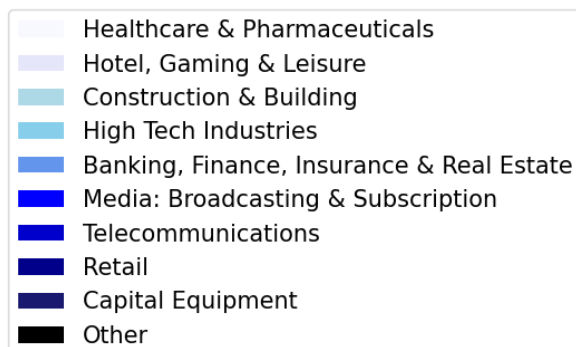 Healthcare & Pharmaceuticals
Hotel, Gaming & Leisure
Construction & Building
High Tech Industries
Banking, Finance, Insurance & Real Estate
Media: Broadcasting & Subscription
Telecommunications
Retail
Capital Equipment
Other